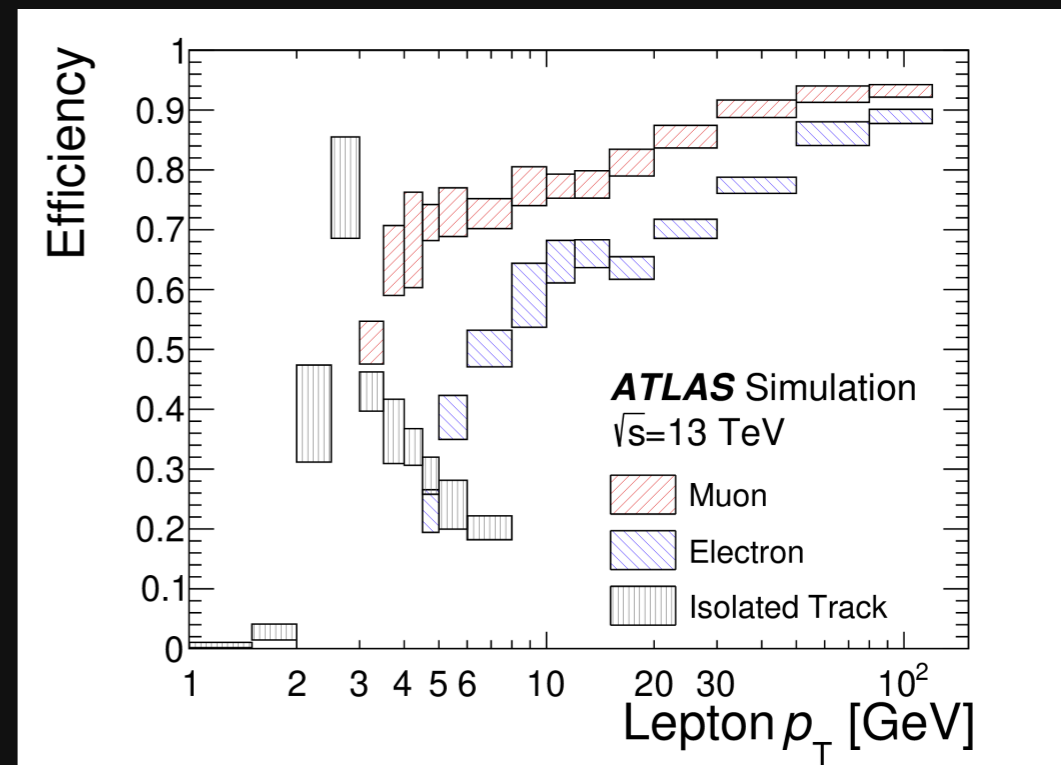 Efficiency
1
0.9
0.8
0.7
0.6
0.5
0.4
0.3
0.2
0.1
0
ATLAS Simulation
√s=13 TeV
Muon
Electron
Isolated Track
1 2 3 4 5 6 10 20 30 10²
Lepton p_T [GeV]